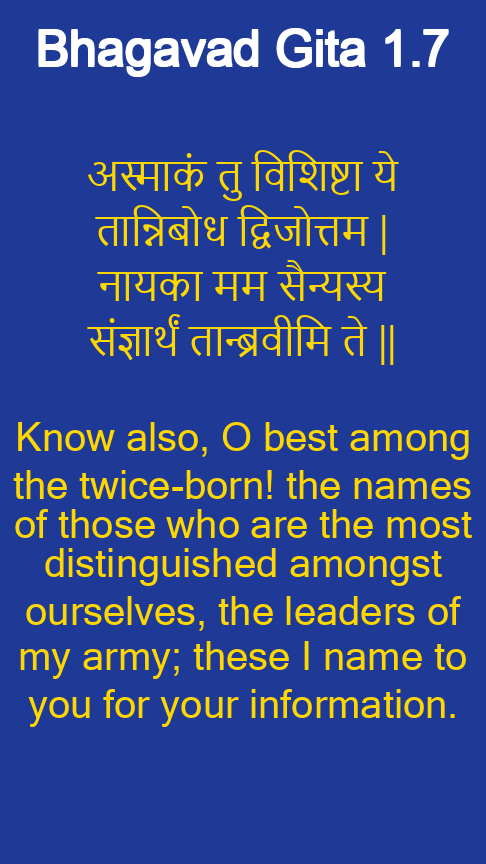 Bhagavad Gita 1.7
अस्माकं तु विशिष्टा ये
तान्निबोध द्विजोत्तम |
नायका मम सैन्यस्य
संज्ञार्थं तान्ब्रवीमि ते ||
Know also, O best among
the twice-born! the names
of those who are the most
distinguished amongst
ourselves, the leaders of
my army; these I name to
you for your information.